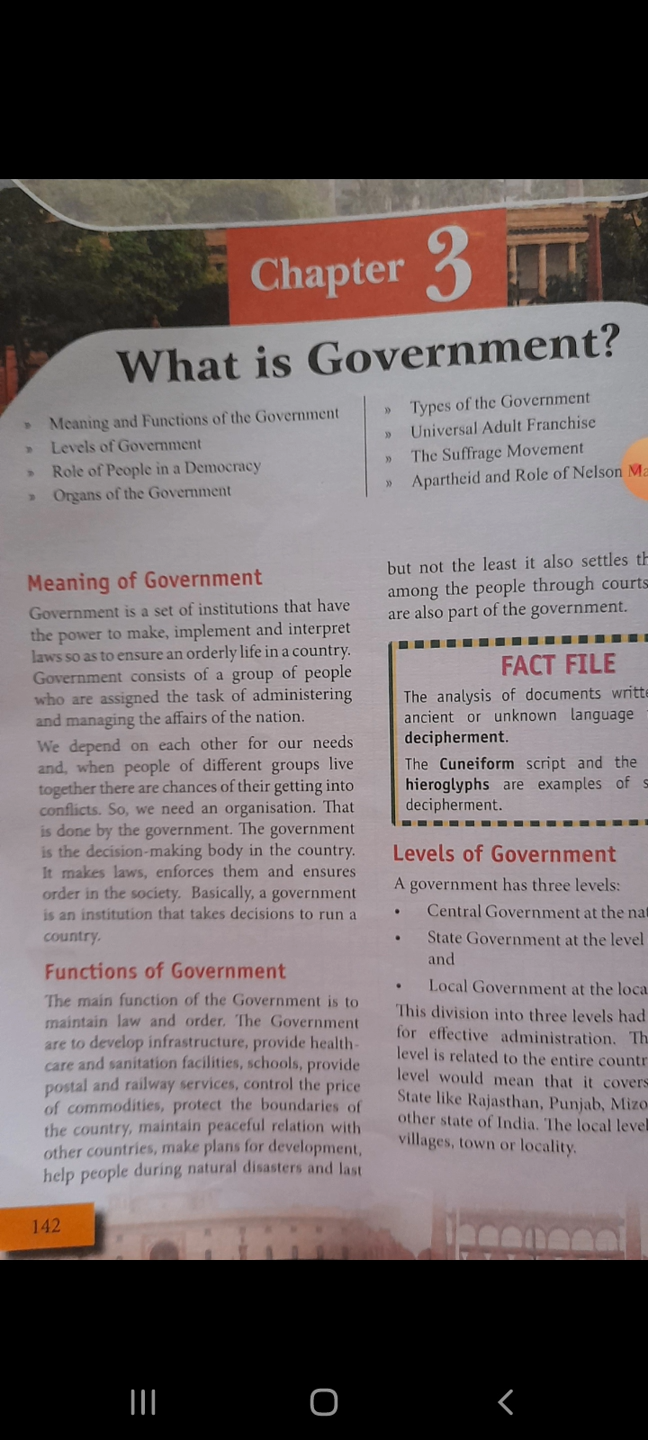 Chapter 3
What is Government?
» Meaning and Functions of the Government
» Levels of Government
» Role of People in a Democracy
» Organs of the Government
» Types of the Government
» Universal Adult Franchise
» The Suffrage Movement
» Apartheid and Role of Nelson Ma
Meaning of Government
Government is a set of institutions that have
the power to make, implement and interpret
laws so as to ensure an orderly life in a country.
Government consists of a group of people
who are assigned the task of administering
and managing the affairs of the nation.
We depend on each other for our needs
and, when people of different groups live
together there are chances of their getting into
conflicts. So, we need an organisation. That
is done by the government. The government
is the decision-making body in the country.
It makes laws, enforces them and ensures
order in the society. Basically, a government
is an institution that takes decisions to run a
country.
Functions of Government
The main function of the Government is to
maintain law and order. The Government
are to develop infrastructure, provide health-
care and sanitation facilities, schools, provide
postal and railway services, control the price
of commodities, protect the boundaries of
the country, maintain peaceful relation with
other countries, make plans for development,
help people during natural disasters and last
but not the least it also settles th
among the people through courts
are also part of the government.
FACT FILE
The analysis of documents writte
ancient or unknown language
decipherment.
The Cuneiform script and the
hieroglyphs are examples of s
decipherment.
Levels of Government
A government has three levels:
• Central Government at the nat
• State Government at the level
and
• Local Government at the loca
This division into three levels had
for effective administration. Th
level is related to the entire countr
level would mean that it covers
State like Rajasthan, Punjab, Mizo
other state of India. The local level
villages, town or locality.
142